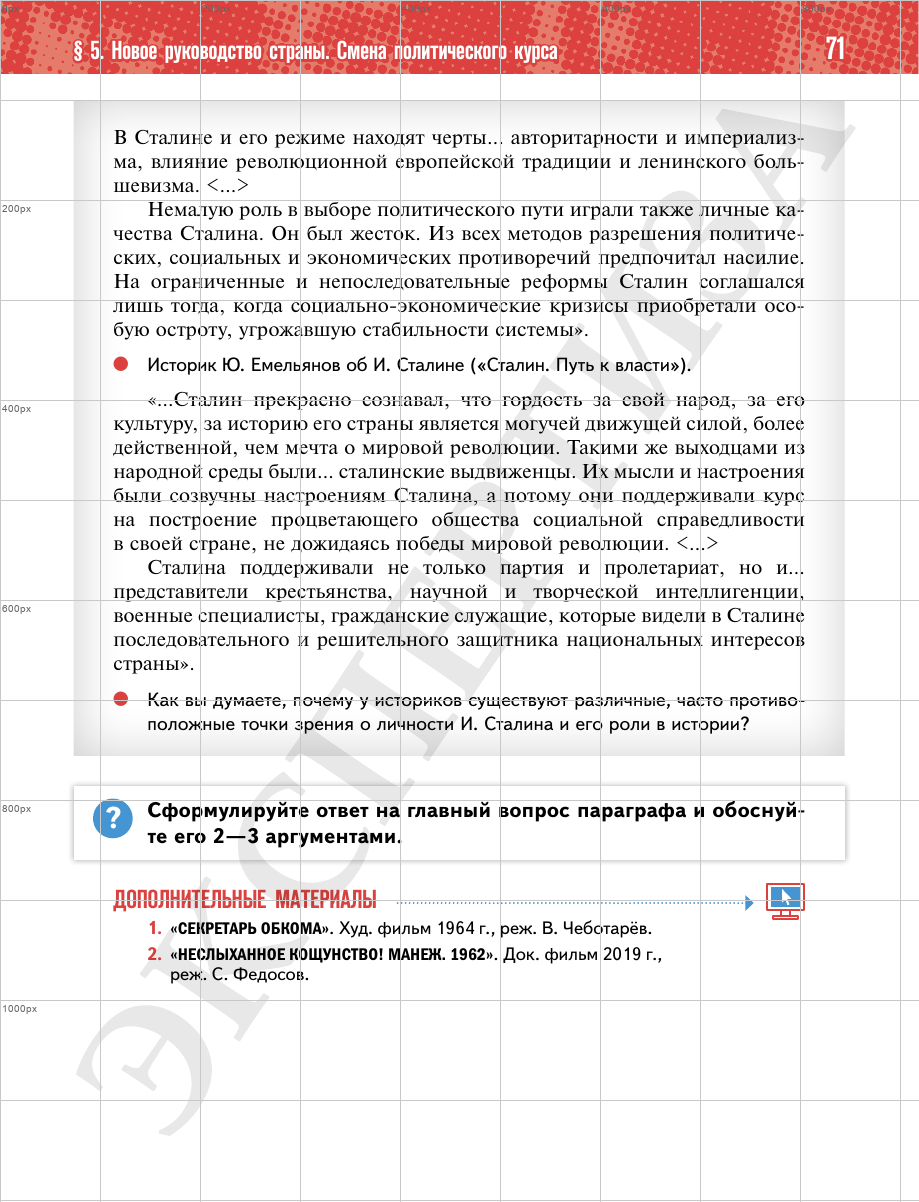 § 5. Новое руководство страны. Смена политического курса 71
В Сталине и его режиме находят черты... авторитарности и империализ-
ма, влияние революционной европейской традиции и ленинского боль-
шевизма. <...>
Немалую роль в выборе политического пути играли также личные ка-
чества Сталина. Он был жесток. Из всех методов разрешения политиче-
ских, социальных и экономических противоречий предпочитал насилие.
На ограниченные и непоследовательные реформы Сталин соглашался
лишь тогда, когда социально-экономические кризисы приобретали осо-
бую остроту, угрожавшую стабильности системы».
Историк Ю. Емельянов об И. Сталине («Сталин. Путь к власти»).
«...Сталин прекрасно сознавал, что гордость за свой народ, за его
культуру, за историю его страны является могучей движущей силой, более
действенной, чем мечта о мировой революции. Такими же выходцами из
народной среды были... сталинские выдвиженцы. Их мысли и настроения
были созвучны настроениям Сталина, а потому они поддерживали курс
на построение процветающего общества социальной справедливости
в своей стране, не дожидаясь победы мировой революции. <...>
Сталина поддерживали не только партия и пролетариат, но и...
представители крестьянства, научной и творческой интеллигенции,
военные специалисты, гражданские служащие, которые видели в Сталине
последовательного и решительного защитника национальных интересов
страны».
Как вы думаете, почему у историков существуют различные, часто противо-
положные точки зрения о личности И. Сталина и его роли в истории?
? Сформулируйте ответ на главный вопрос параграфа и обоснуй-
те его 2—3 аргументами.
ДОПОЛНИТЕЛЬНЫЕ МАТЕРИАЛЫ
1. «СЕКРЕТАРЬ ОБКОМА». Худ. фильм 1964 г., реж. В. Чеботарёв.
2. «НЕСЛЫХАННОЕ КОЩУНСТВО! МАНЕЖ. 1962». Док. фильм 2019 г.,
реж. С. Федосов.
ЭКСПЕРТИЗА
200px
400px
600px
800px
1000px